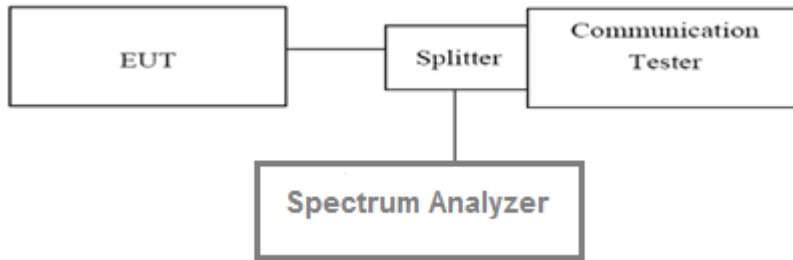 EUT
Splitter
Communication
Tester
Spectrum Analyzer